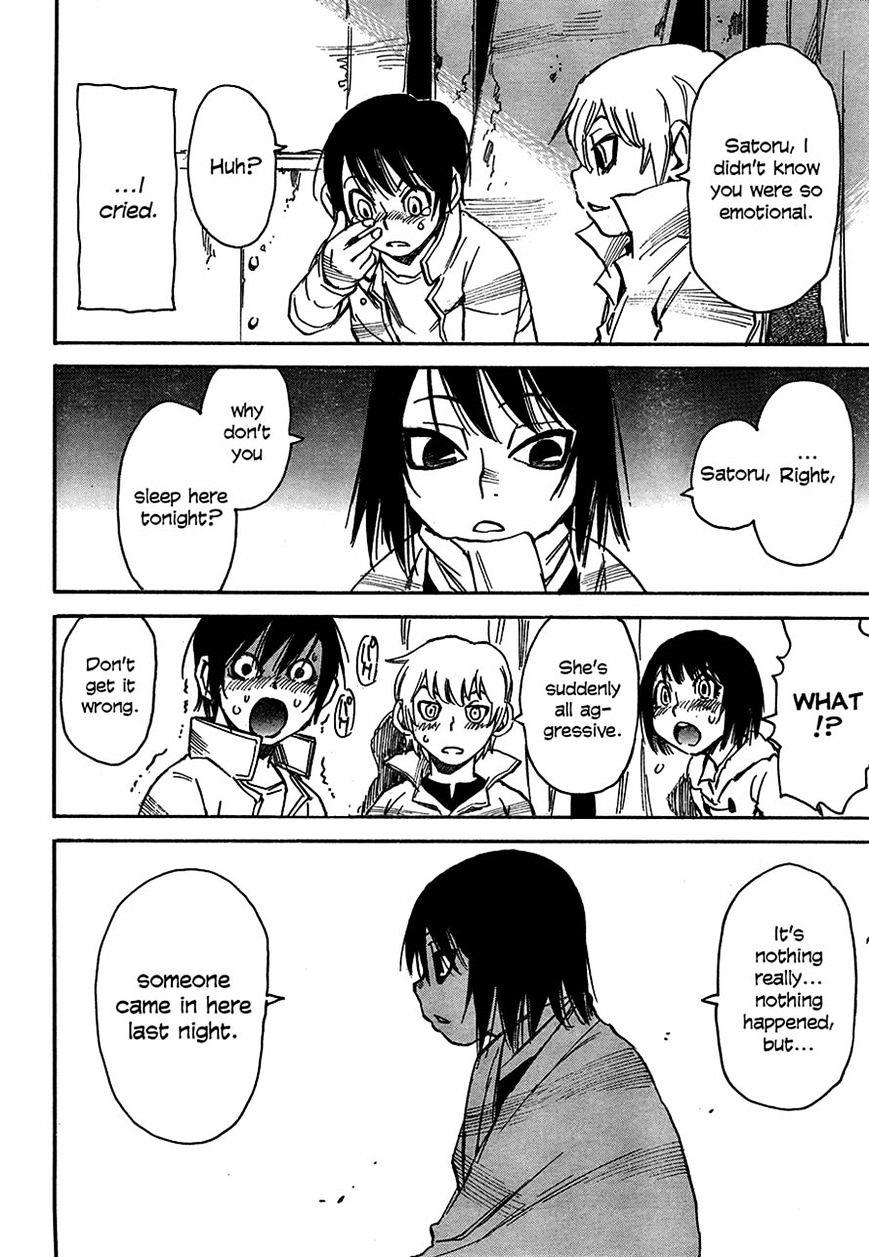 Satoru, I
didn't know
you were so
emotional.
Huh?
...I
cried.
...
Satoru, Right,
why
don't you
sleep here
tonight?
WHAT
!?
She's
suddenly
all ag-
gressive.
Don't
get it
wrong.
It's
nothing
really...
nothing
happened,
but...
someone
came in here
last night.